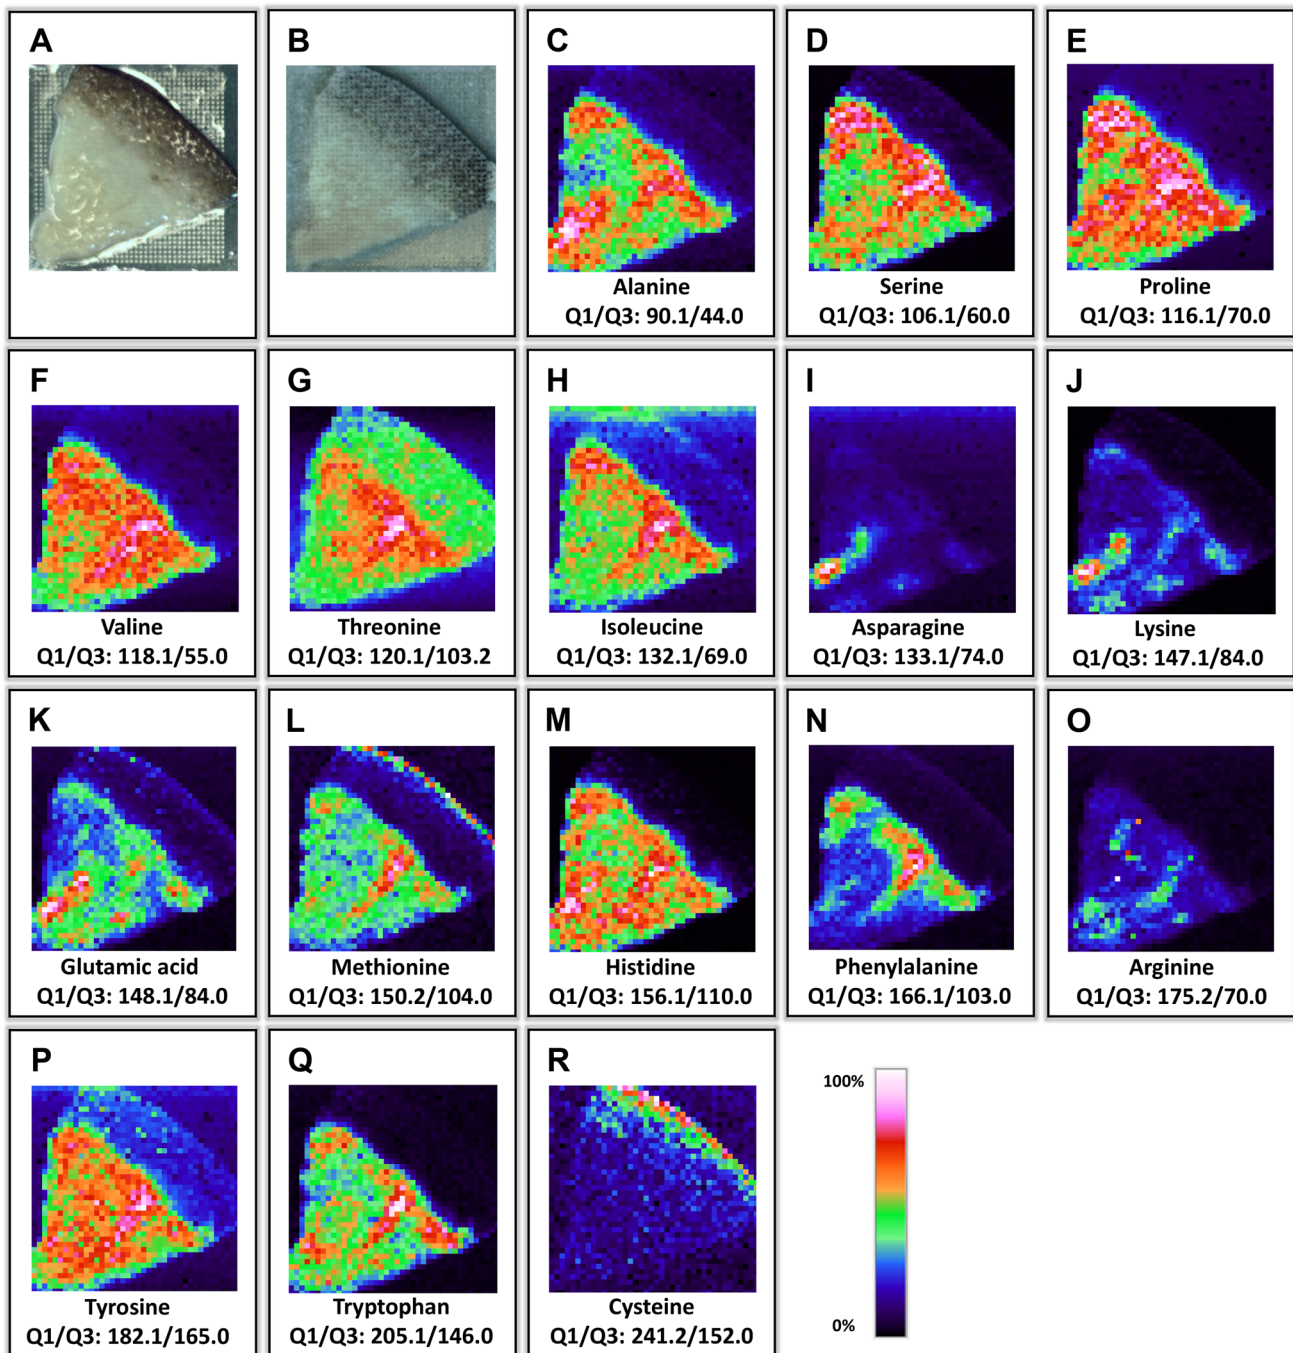 A
B
C
Alanine
Q1/Q3: 90.1/44.0
D
Serine
Q1/Q3: 106.1/60.0
E
Proline
Q1/Q3: 116.1/70.0
F
Valine
Q1/Q3: 118.1/55.0
G
Threonine
Q1/Q3: 120.1/103.2
H
Isoleucine
Q1/Q3: 132.1/69.0
I
Asparagine
Q1/Q3: 133.1/74.0
J
Lysine
Q1/Q3: 147.1/84.0
K
Glutamic acid
Q1/Q3: 148.1/84.0
L
Methionine
Q1/Q3: 150.2/104.0
M
Histidine
Q1/Q3: 156.1/110.0
N
Phenylalanine
Q1/Q3: 166.1/103.0
O
Arginine
Q1/Q3: 175.2/70.0
P
Tyrosine
Q1/Q3: 182.1/165.0
Q
Tryptophan
Q1/Q3: 205.1/146.0
R
Cysteine
Q1/Q3: 241.2/152.0
100%
0%